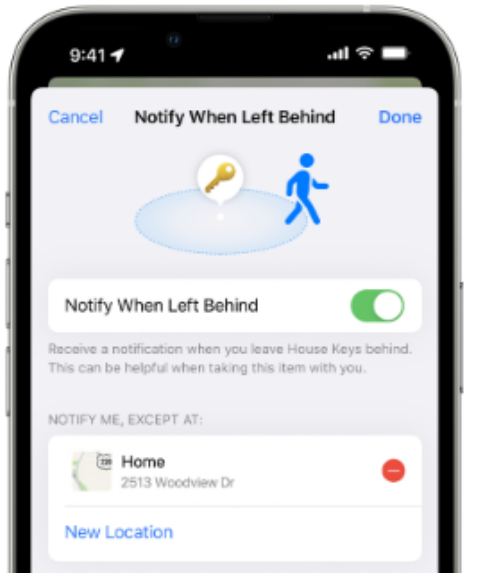 9:41
Cancel Notify When Left Behind Done
Notify When Left Behind
Receive a notification when you leave House Keys behind.
This can be helpful when taking this item with you.
NOTIFY ME, EXCEPT AT:
Home
2513 Woodview Dr
New Location